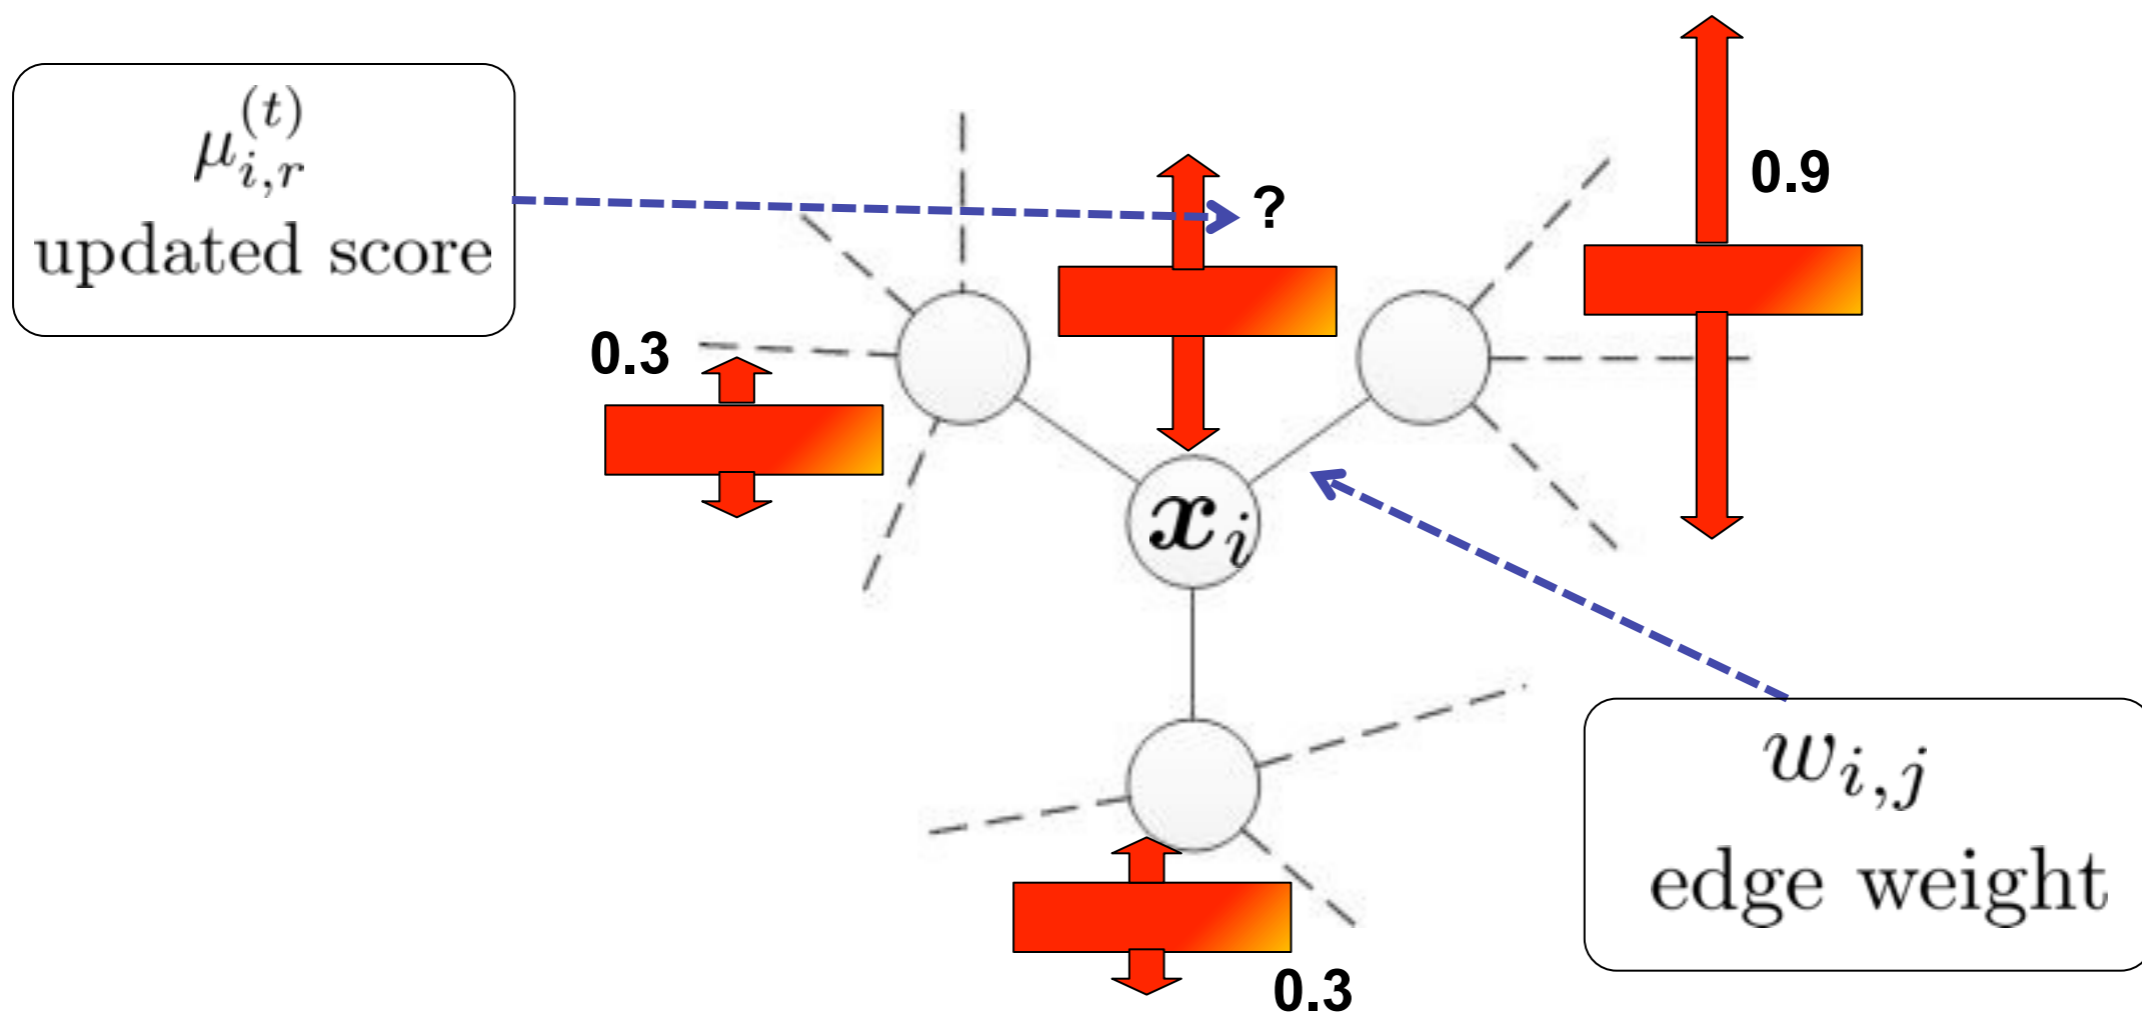 μ_{i,r}^{(t)}
updated score
?
0.9
0.3
x_i
w_{i,j}
edge weight
0.3